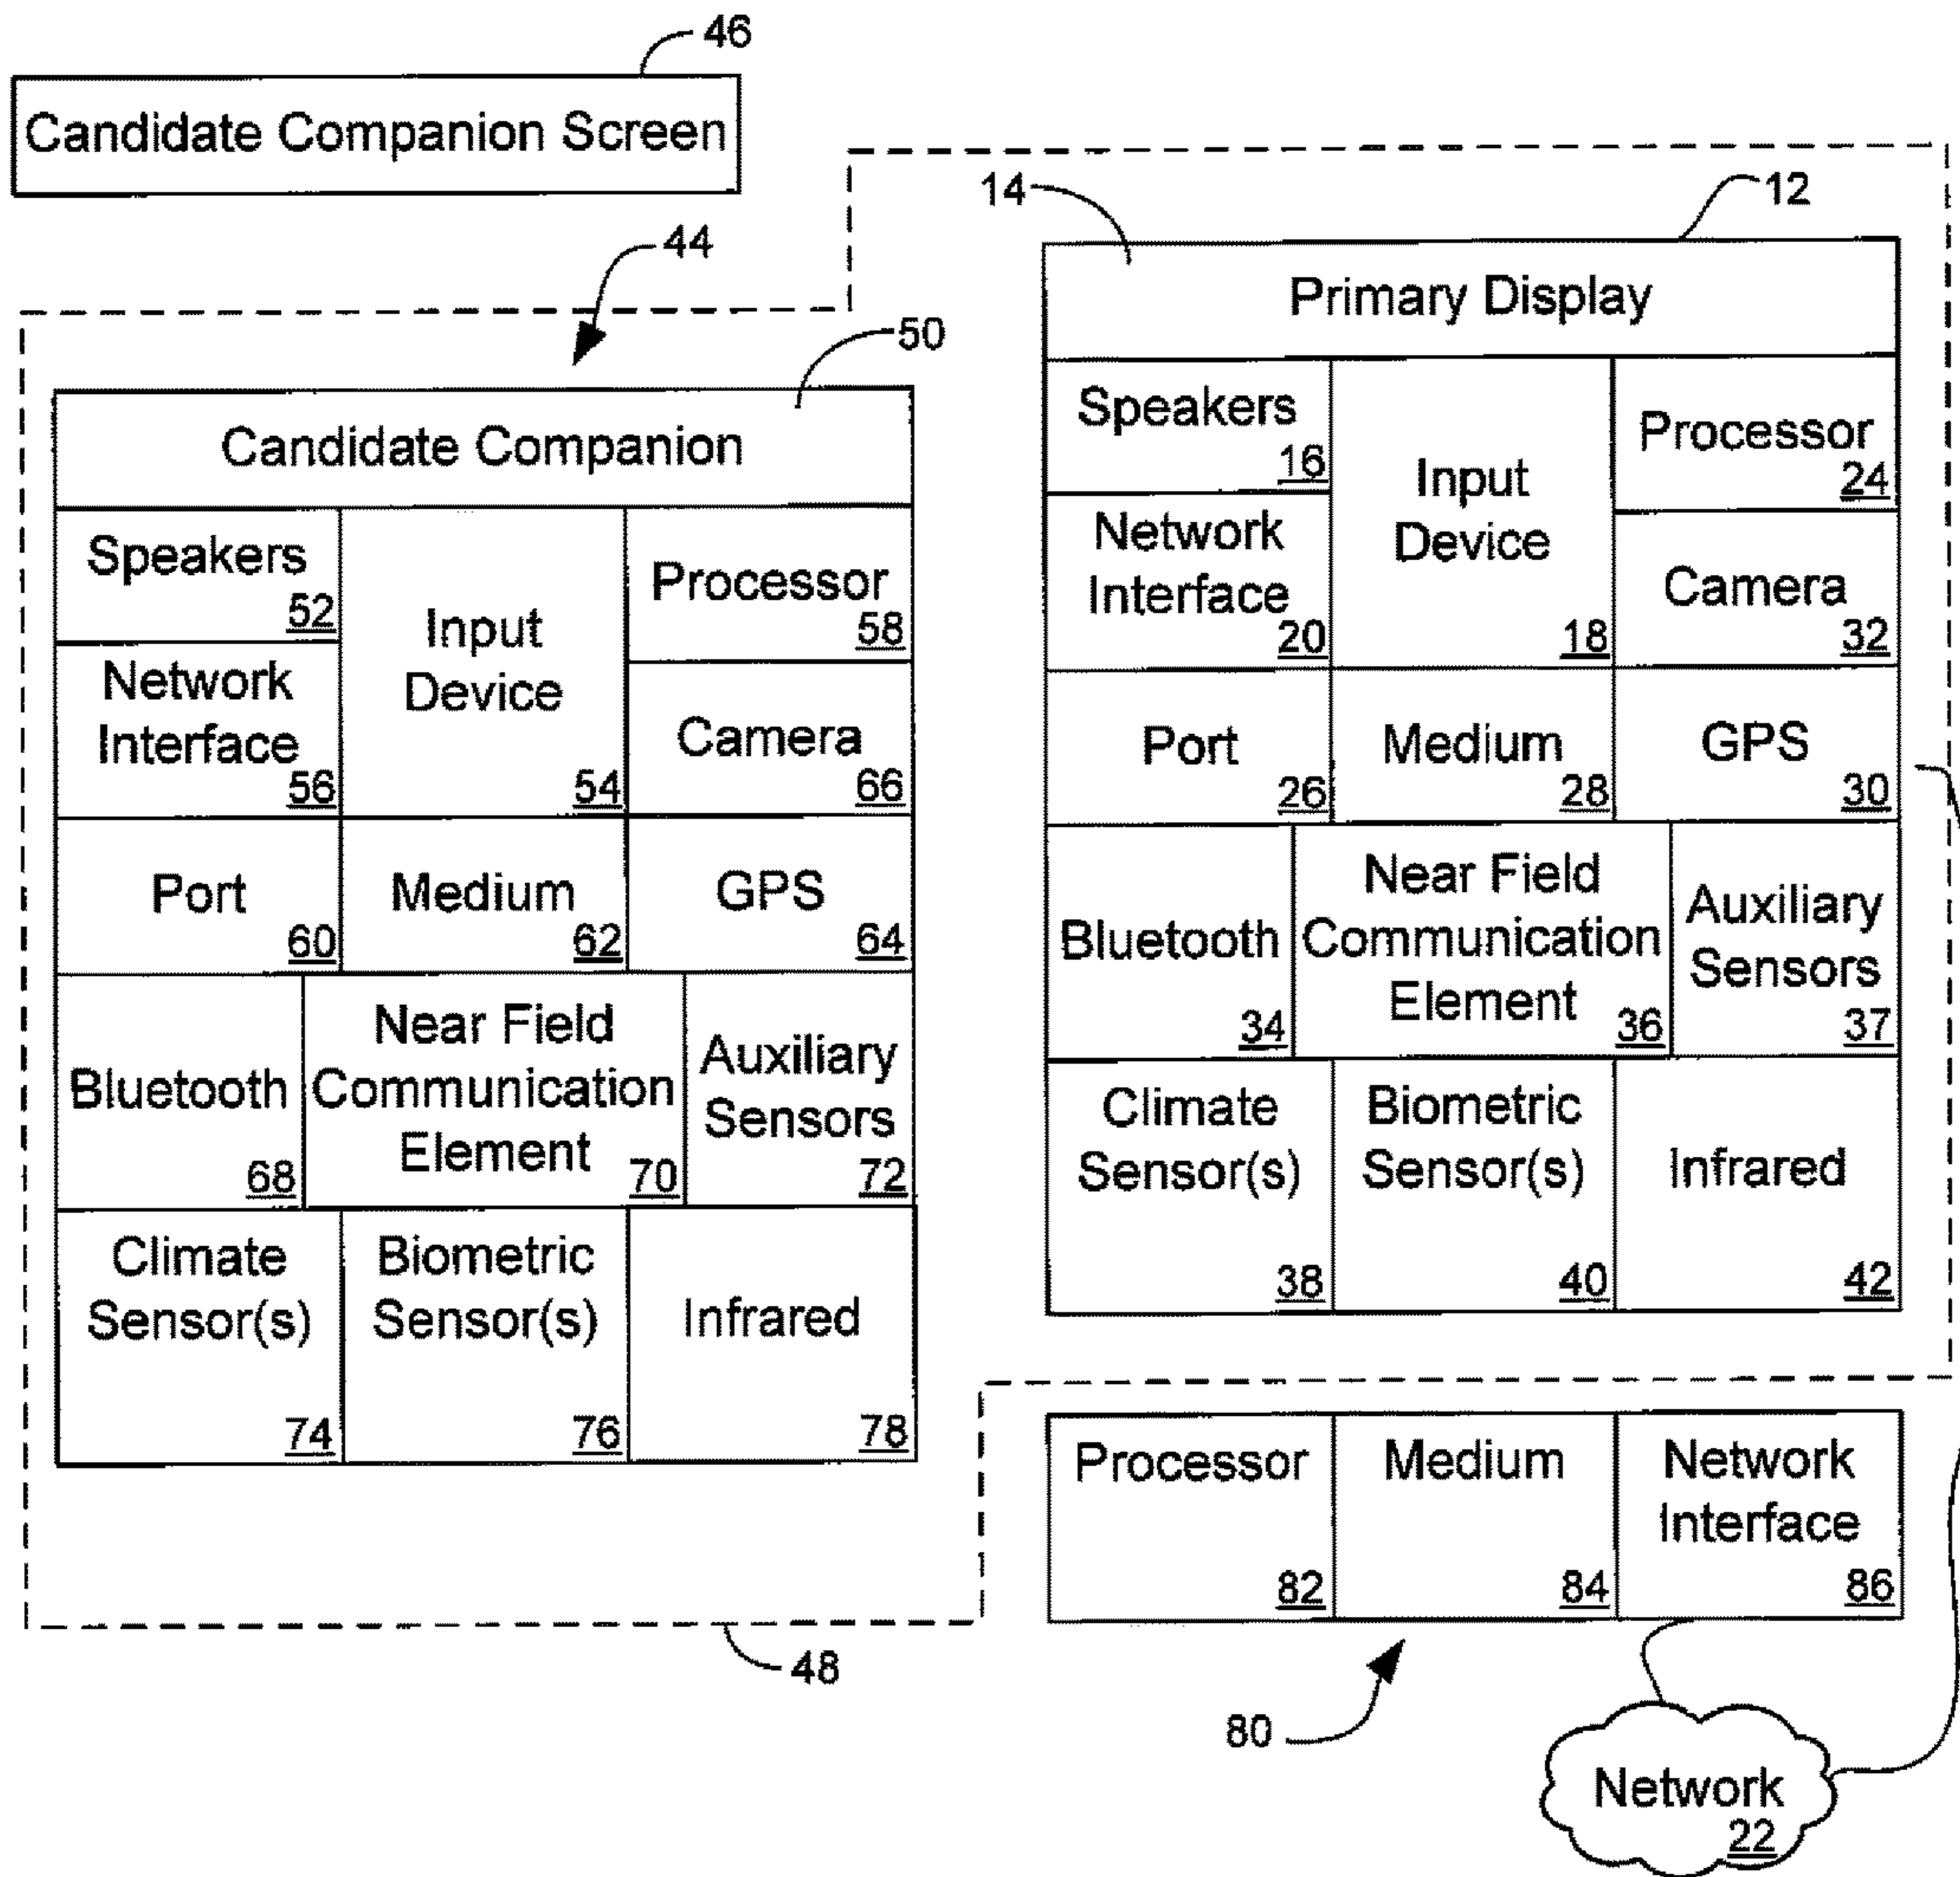 46
Candidate Companion Screen
44
50
Candidate Companion
Speakers
52
Input
Device
54
Processor
58
Network
Interface
56
Camera
66
Port
60
Medium
62
GPS
64
Bluetooth
68
Near Field
Communication
Element
70
Auxiliary
Sensors
72
Climate
Sensor(s)
74
Biometric
Sensor(s)
76
Infrared
78
48
14
12
Primary Display
Speakers
16
Input
Device
18
Processor
24
Network
Interface
20
Camera
32
Port
26
Medium
28
GPS
30
Bluetooth
34
Near Field
Communication
Element
36
Auxiliary
Sensors
37
Climate
Sensor(s)
38
Biometric
Sensor(s)
40
Infrared
42
Processor
82
Medium
84
Network
Interface
86
80
Network
22